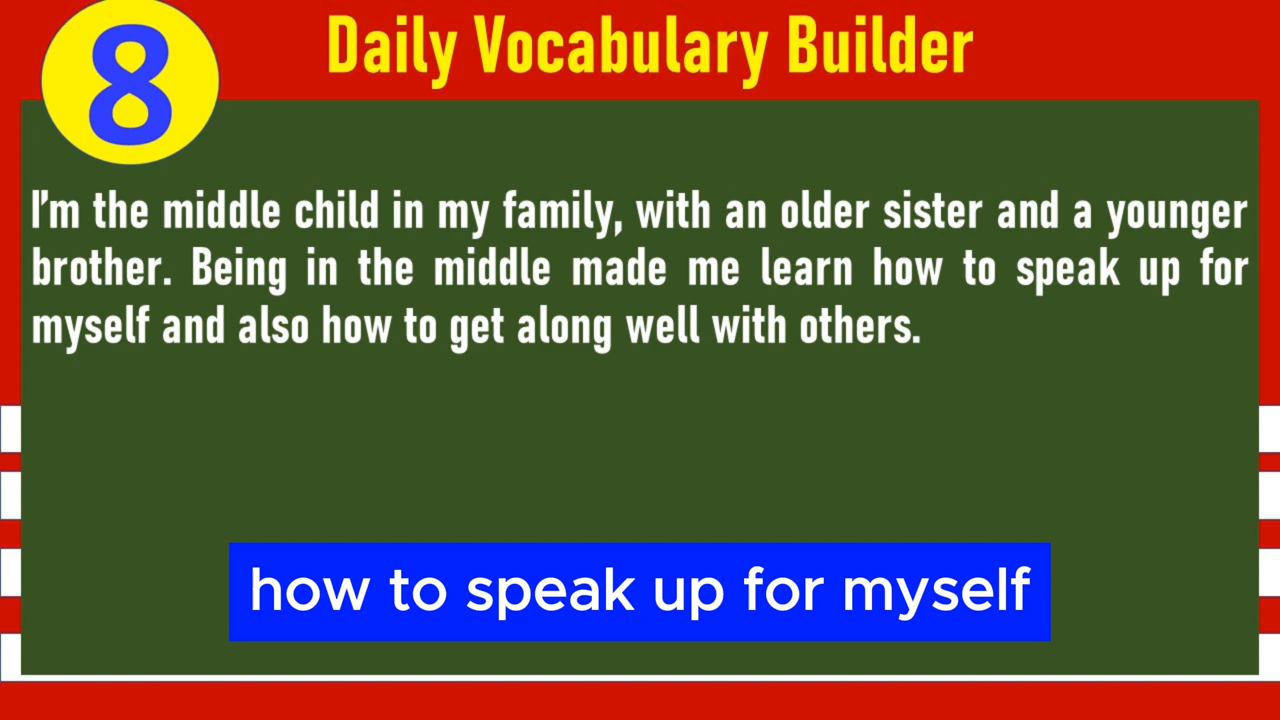 8
Daily Vocabulary Builder
I'm the middle child in my family, with an older sister and a younger
brother. Being in the middle made me learn how to speak up for
myself and also how to get along well with others.
how to speak up for myself